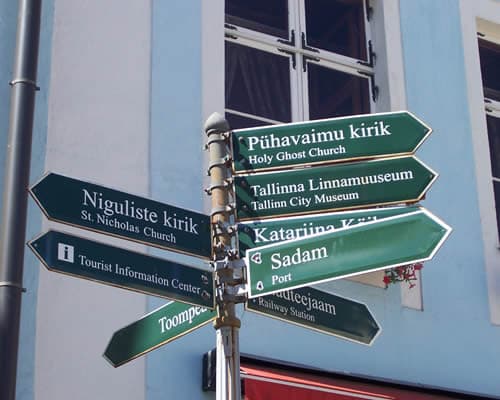 Pühavaimu kirik
Holy Ghost Church
Tallinna Linnamuuseum
Tallinn City Museum
Katariina
Sadam
Port
Railway Station
Niguliste kirik
St. Nicholas Church
i Tourist Information Center